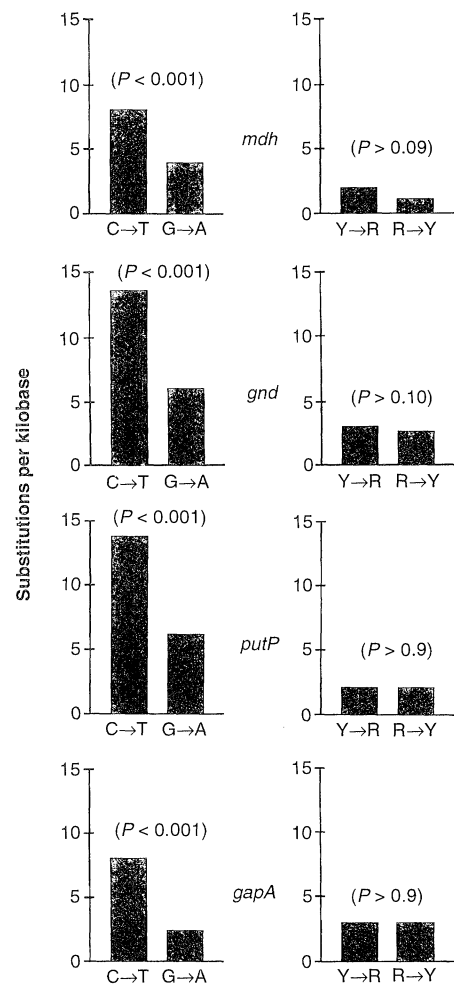 Substitutions per kilobase
15
10
5
0
(P < 0.001)
C→T G→A
mdh
15
10
5
0
(P > 0.09)
Y→R R→Y
15
10
5
0
(P < 0.001)
C→T G→A
gnd
15
10
5
0
(P > 0.10)
Y→R R→Y
15
10
5
0
(P < 0.001)
C→T G→A
putP
15
10
5
0
(P > 0.9)
Y→R R→Y
15
10
5
0
(P < 0.001)
C→T G→A
gapA
15
10
5
0
(P > 0.9)
Y→R R→Y